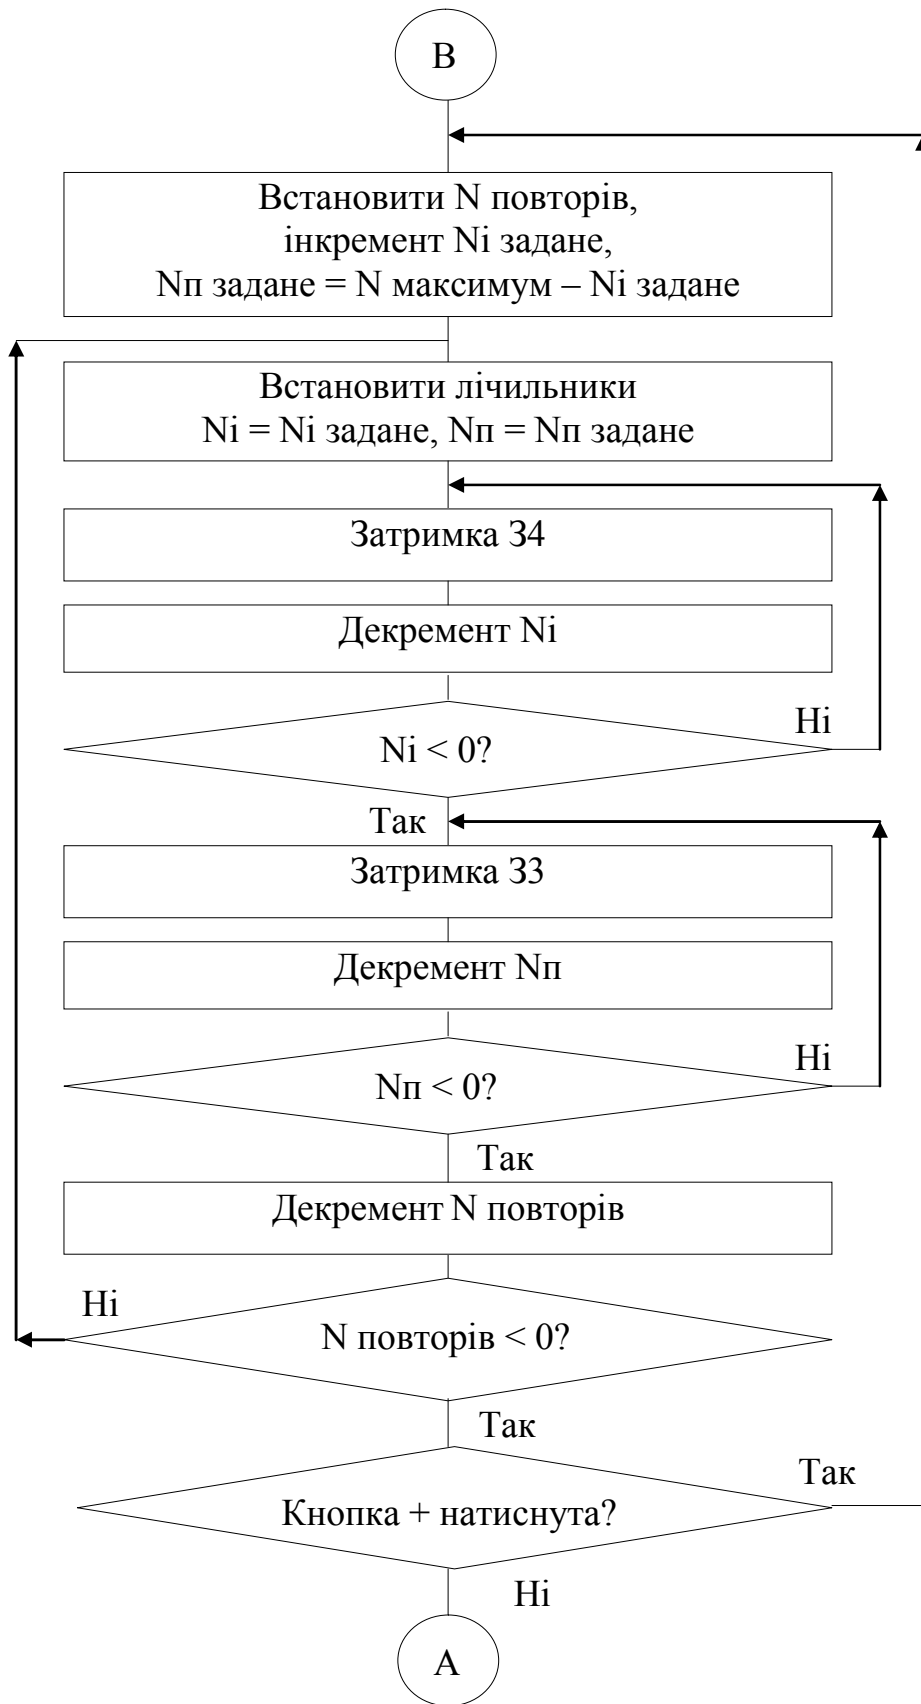 В
Встановити N повторів,
інкремент Ni задане,
Nп задане = N максимум – Ni задане
Встановити лічильники
Ni = Ni задане, Nп = Nп задане
Затримка З4
Декремент Ni
Ni < 0?
Ні
Так
Затримка З3
Декремент Nп
Nп < 0?
Ні
Так
Декремент N повторів
Ні
N повторів < 0?
Так
Кнопка + натиснута?
Так
Ні
А